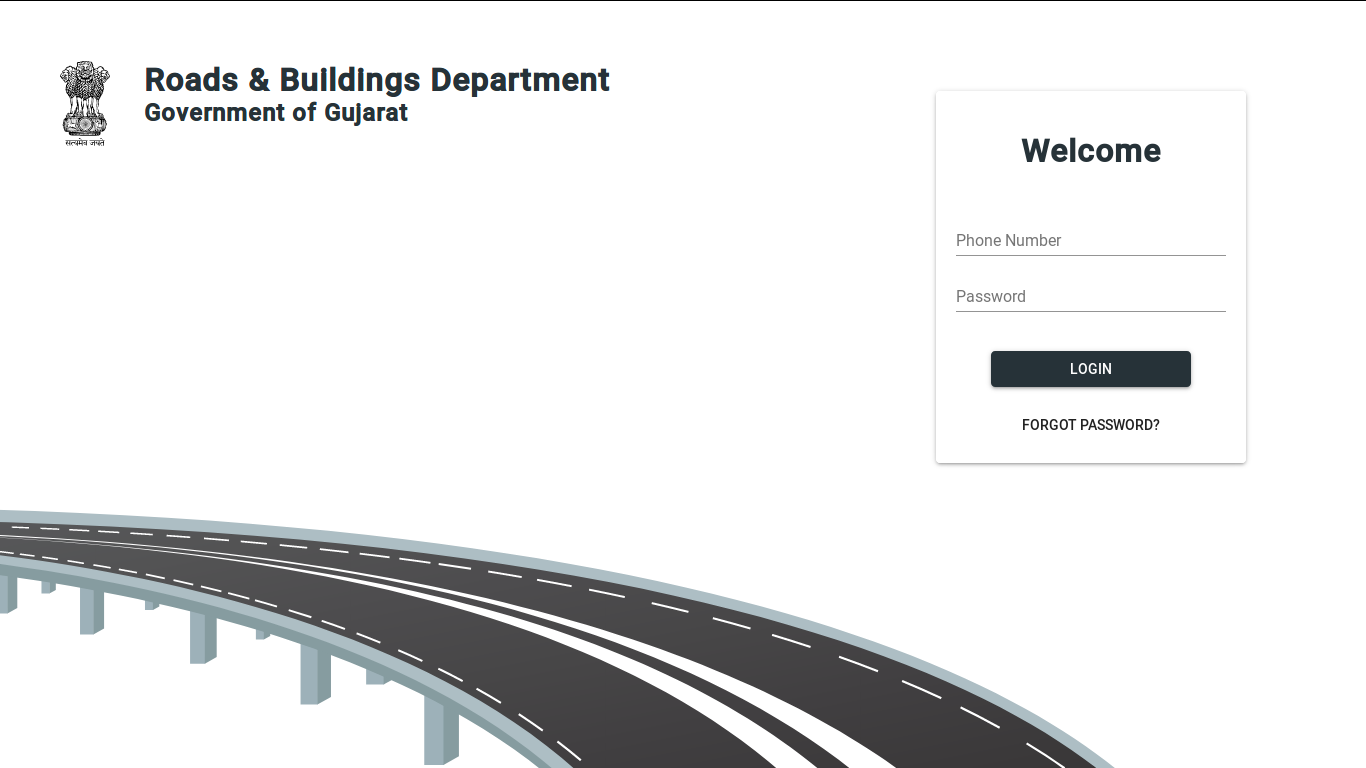 Roads & Buildings Department
Government of Gujarat
सत्यमेव जयते
Welcome
Phone Number
Password
LOGIN
FORGOT PASSWORD?